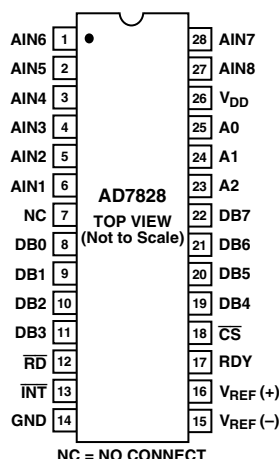 AIN6 1 28 AIN7
AIN5 2 27 AIN8
AIN4 3 26 VDD
AIN3 4 25 A0
AIN2 5 24 A1
AIN1 6 23 A2
AD7828
NC 7 22 DB7
TOP VIEW
(Not to Scale)
DB0 8 21 DB6
DB1 9 20 DB5
DB2 10 19 DB4
DB3 11 18 C̅S̅
R̅D̅ 12 17 RDY
I̅N̅T̅ 13 16 VREF (+)
GND 14 15 VREF (–)
NC = NO CONNECT